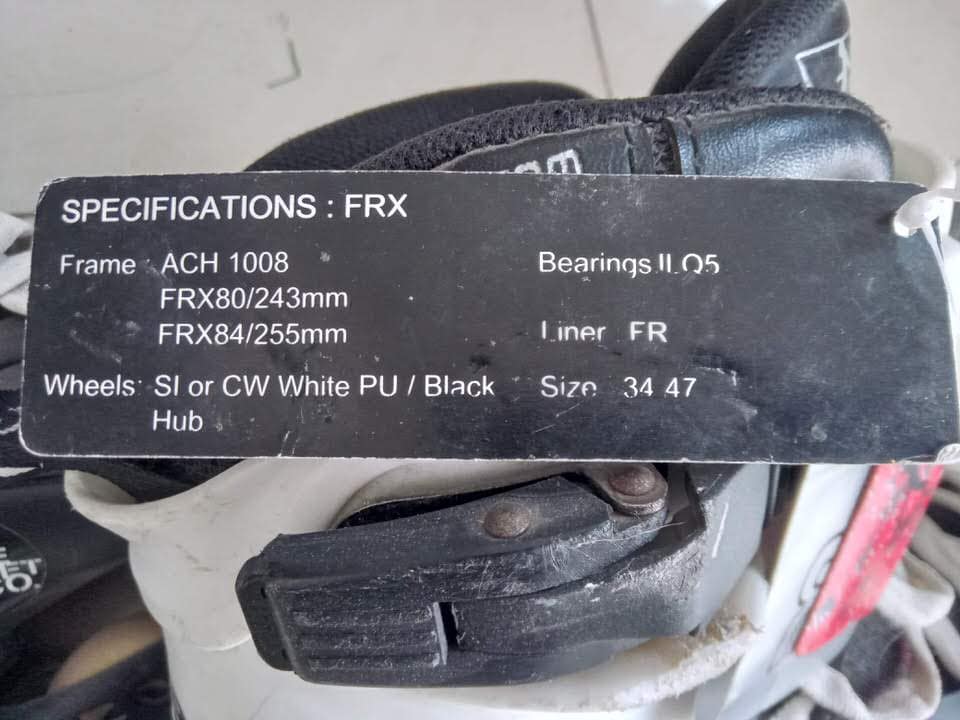 SPECIFICATIONS : FRX
Frame : ACH 1008
FRX80/243mm
FRX84/255mm
Wheels: SI or CW White PU / Black
Hub
Bearings ILQ5
Liner FR
Size 34 47